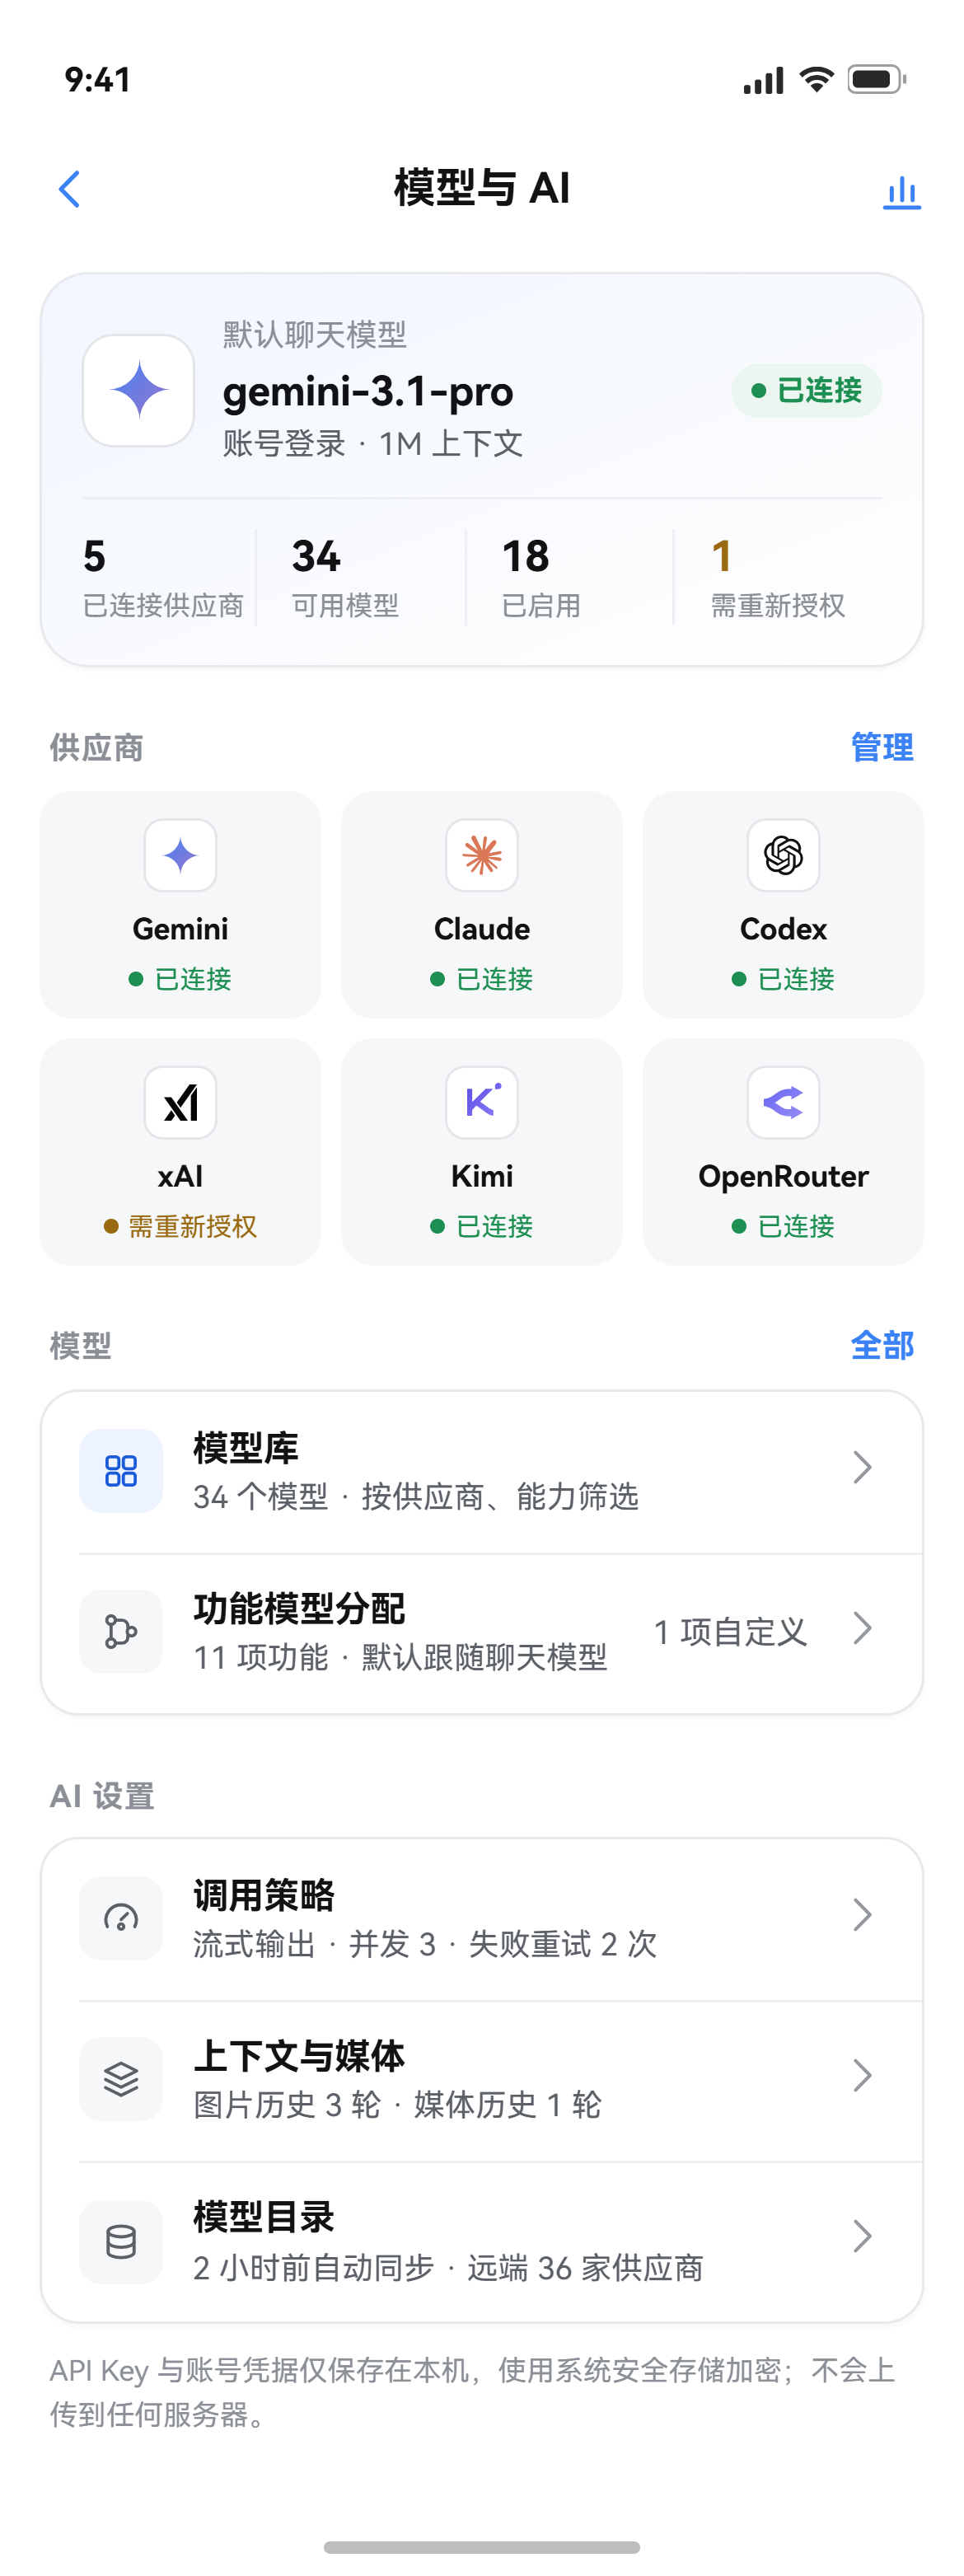 9:41
模型与 AI
默认聊天模型
gemini-3.1-pro
已连接
账号登录 · 1M 上下文
5
34
18
1
已连接供应商
可用模型
已启用
需重新授权
供应商
管理
Gemini
Claude
Codex
已连接
已连接
已连接
xAI
Kimi
OpenRouter
需重新授权
已连接
已连接
模型
全部
模型库
34 个模型 · 按供应商、能力筛选
功能模型分配
1 项自定义
11 项功能 · 默认跟随聊天模型
AI 设置
调用策略
流式输出 · 并发 3 · 失败重试 2 次
上下文与媒体
图片历史 3 轮 · 媒体历史 1 轮
模型目录
2 小时前自动同步 · 远端 36 家供应商
API Key 与账号凭据仅保存在本机，使用系统安全存储加密；不会上
传到任何服务器。